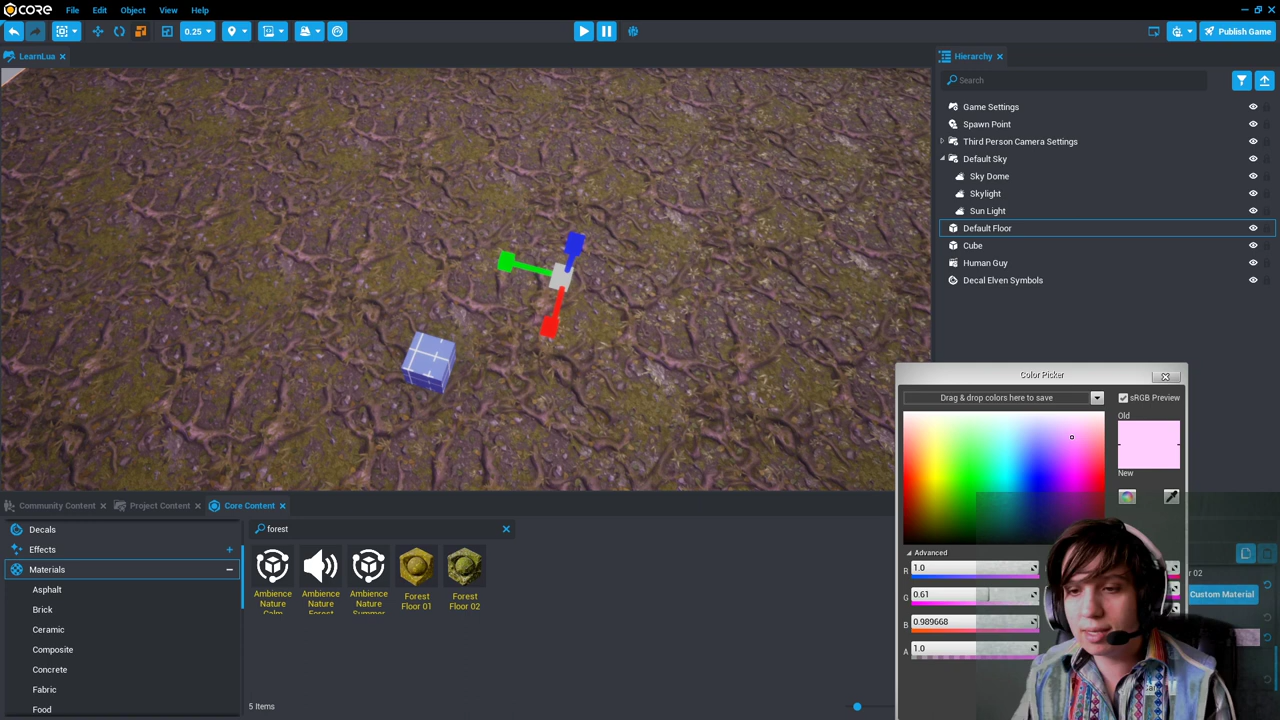 CORE
File Edit Object View Help
0.25
Publish Game
LearnLua
Hierarchy
Search
Game Settings
Spawn Point
Third Person Camera Settings
Default Sky
Sky Dome
Skylight
Sun Light
Default Floor
Cube
Human Guy
Decal Elven Symbols
Color Picker
Drag & drop colors here to save
sRGB Preview
Old
New
Advanced
R 1.0
G 0.61
B 0.989668
A 1.0
02
Custom Material
Community Content
Project Content
Core Content
Decals
Effects
Materials
Asphalt
Brick
Ceramic
Composite
Concrete
Fabric
Food
forest
Ambience Nature Calm
Ambience Nature Forest
Ambience Nature Summer
Forest Floor 01
Forest Floor 02
5 Items